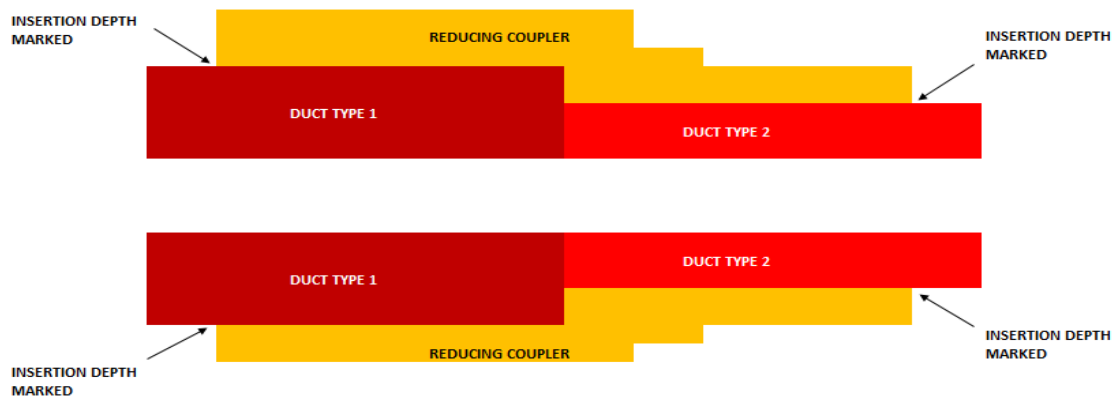 INSERTION DEPTH
MARKED
REDUCING COUPLER
INSERTION DEPTH
MARKED
DUCT TYPE 1
DUCT TYPE 2
DUCT TYPE 2
DUCT TYPE 1
INSERTION DEPTH
MARKED
REDUCING COUPLER
INSERTION DEPTH
MARKED